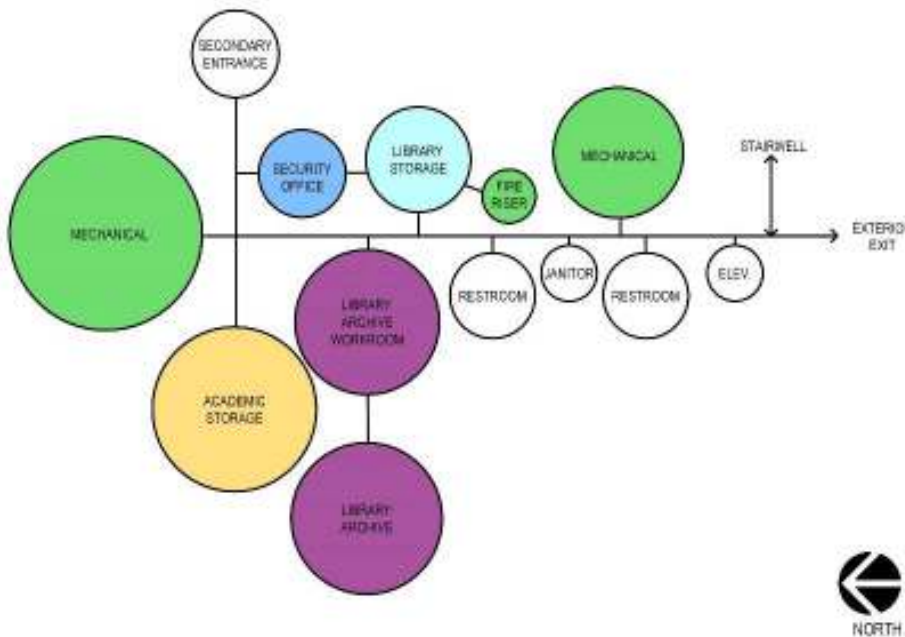 SECONDARY
ENTRANCE
SECURITY
OFFICE
LIBRARY
STORAGE
FIRE
RISER
MECHANICAL
STAIRWELL
MECHANICAL
EXTERIO
EXIT
RESTROOM
JANITOR
RESTROOM
ELEV.
LIBRARY
ARCHIVE
WORKROOM
ACADEMIC
STORAGE
LIBRARY
ARCHIVE
NORTH